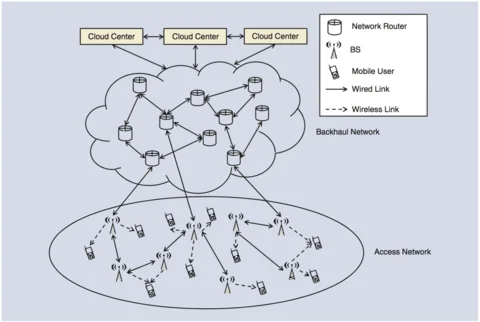 Cloud Center
Cloud Center
Cloud Center
Network Router
BS
Mobile User
Wired Link
Wireless Link
Backhaul Network
Access Network